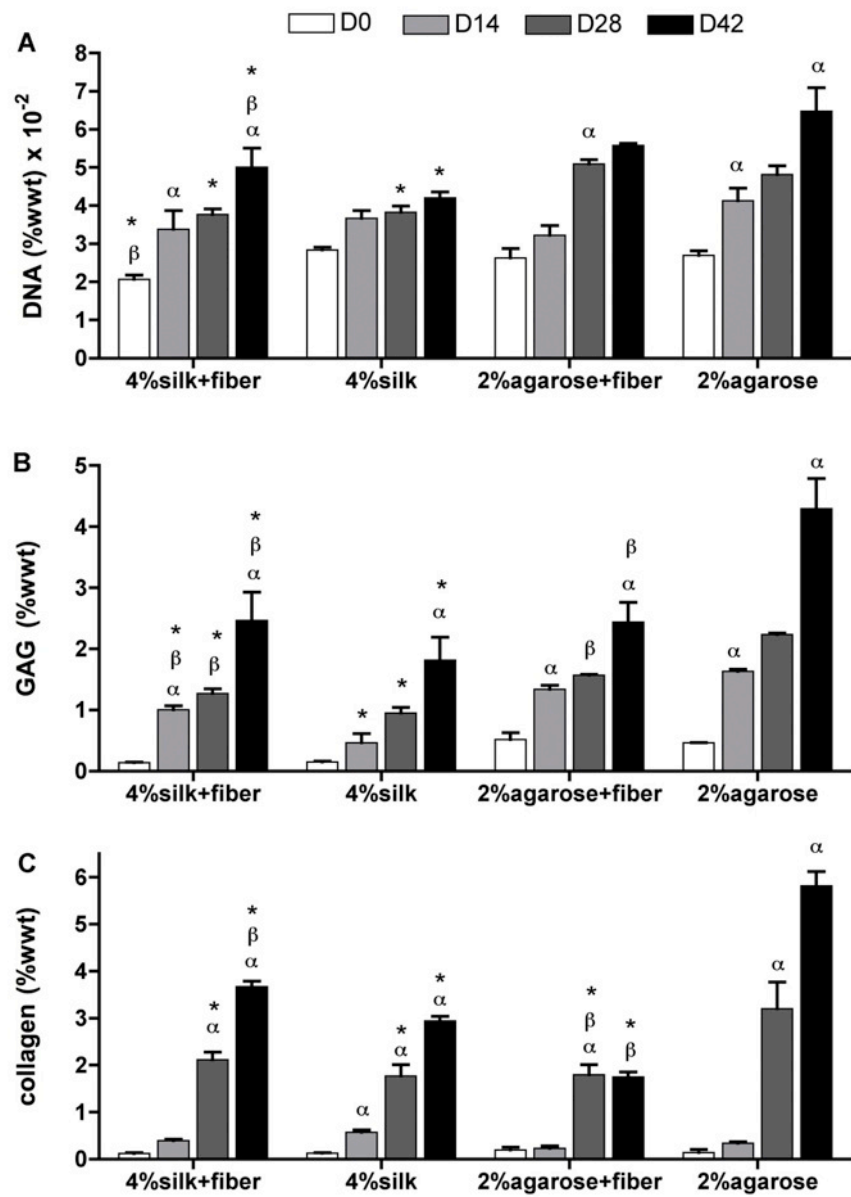 D0 D14 D28 D42
A
DNA (%wwt) x 10-2
8
7
6
5
4
3
2
1
0
* β
α
*
* β α
*
*
α
α
α
4%silk+fiber 4%silk 2%agarose+fiber 2%agarose
B
GAG (%wwt)
5
4
3
2
1
0
* β α
* β
* β α
*
*
* α
α
β
β α
α
α
4%silk+fiber 4%silk 2%agarose+fiber 2%agarose
C
collagen (%wwt)
6
5
4
3
2
1
0
* α
* β α
α
* α
* α
* β α
* β
α
α
4%silk+fiber 4%silk 2%agarose+fiber 2%agarose